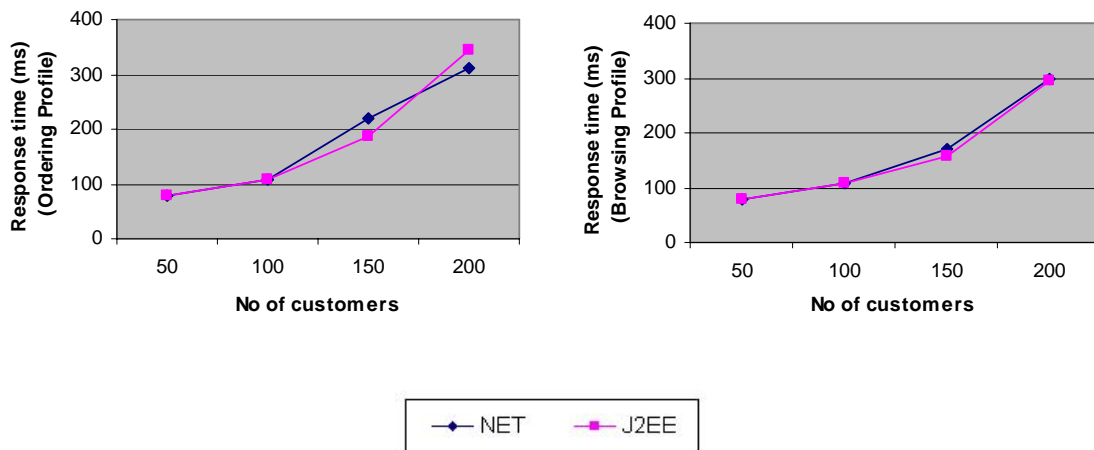 Response time (ms)
(Ordering Profile)
400
300
200
100
0
50 100 150 200
No of customers
Response time (ms)
(Browsing Profile)
400
300
200
100
0
50 100 150 200
No of customers
NET J2EE